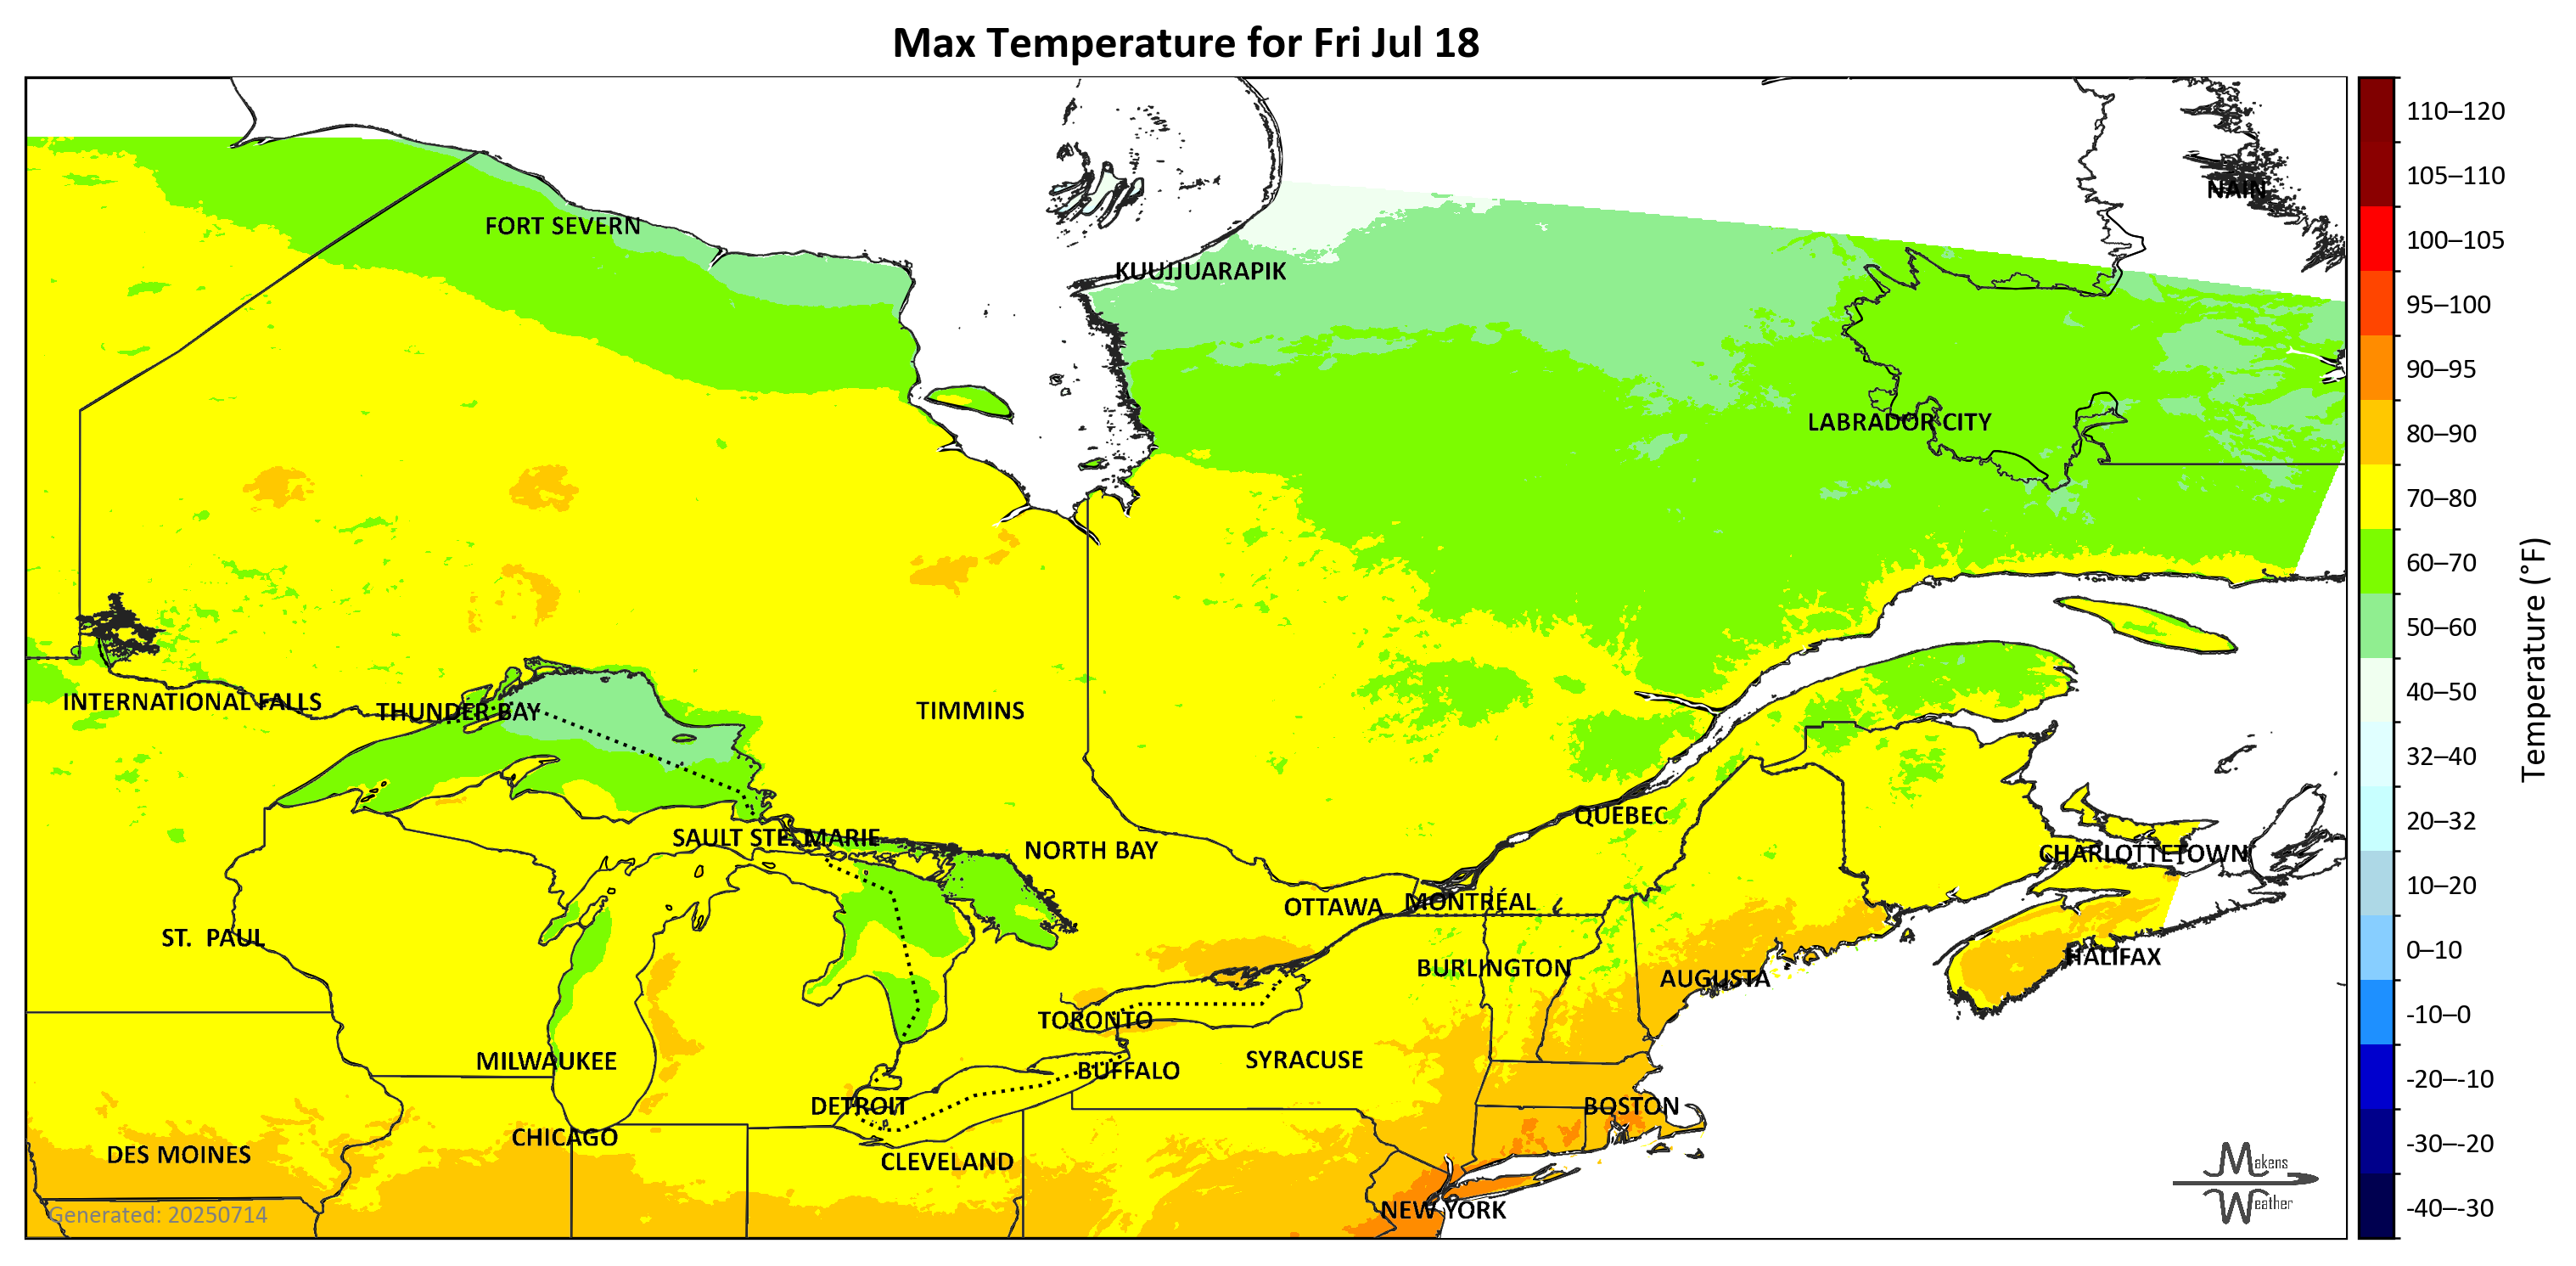 Max Temperature for Fri Jul 18
NAIN
FORT SEVERN
KUUJJUARAPIK
LABRADOR CITY
INTERNATIONAL FALLS
THUNDER BAY
TIMMINS
QUÉBEC
SAULT STE. MARIE
NORTH BAY
CHARLOTTETOWN
OTTAWA
MONTRÉAL
ST. PAUL
HALIFAX
BURLINGTON
AUGUSTA
TORONTO
MILWAUKEE
SYRACUSE
BUFFALO
DETROIT
BOSTON
CHICAGO
DES MOINES
CLEVELAND
NEW YORK
Generated: 20250714
Makens
Weather
110–120
105–110
100–105
95–100
90–95
80–90
70–80
60–70
50–60
40–50
32–40
20–32
10–20
0–10
-10–0
-20–-10
-30–-20
-40–-30
Temperature (°F)